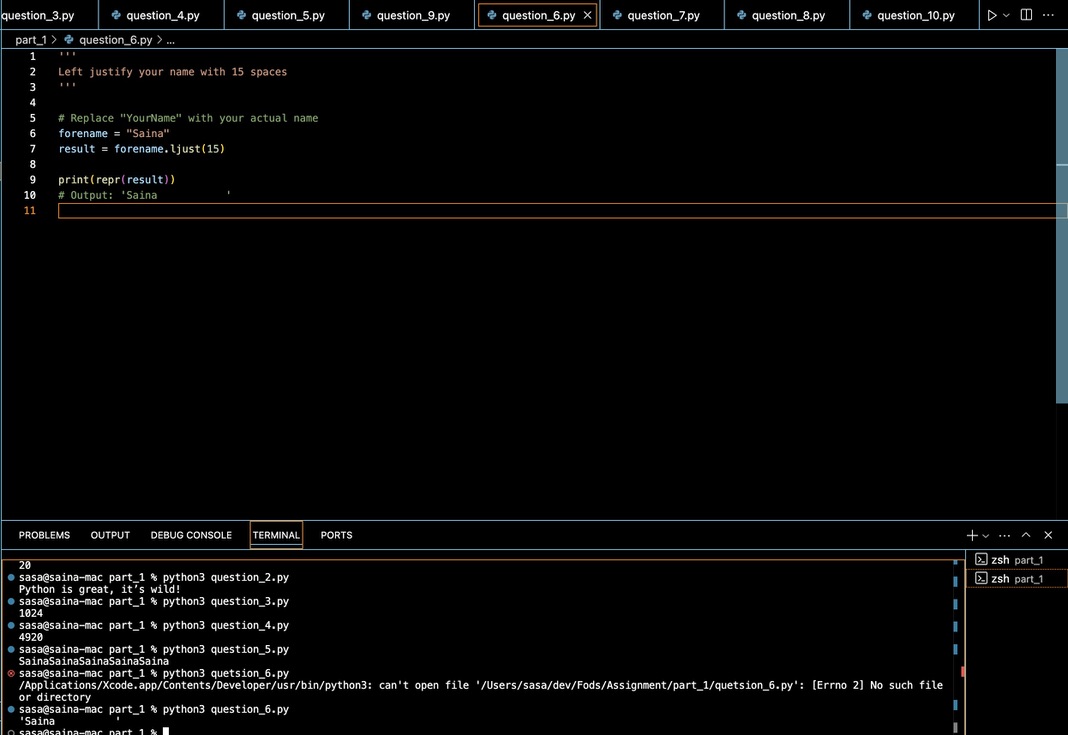 question_3.py question_4.py question_5.py question_9.py question_6.py question_7.py question_8.py question_10.py
part_1 > question_6.py > ...
1 '''
2 Left justify your name with 15 spaces
3 '''
4
5 # Replace "YourName" with your actual name
6 forename = "Saina"
7 result = forename.ljust(15)
8
9 print(repr(result))
10 # Output: 'Saina          '
11
PROBLEMS OUTPUT DEBUG CONSOLE TERMINAL PORTS
20
sasa@saina-mac part_1 % python3 question_2.py
Python is great, it’s wild!
sasa@saina-mac part_1 % python3 question_3.py
1024
sasa@saina-mac part_1 % python3 question_4.py
4920
sasa@saina-mac part_1 % python3 question_5.py
SainaSainaSainaSainaSaina
sasa@saina-mac part_1 % python3 quetsion_6.py
/Applications/Xcode.app/Contents/Developer/usr/bin/python3: can't open file '/Users/sasa/dev/Fods/Assignment/part_1/quetsion_6.py': [Errno 2] No such file
or directory
sasa@saina-mac part_1 % python3 question_6.py
'Saina          '
sasa@saina-mac part_1 %
zsh part_1
zsh part_1